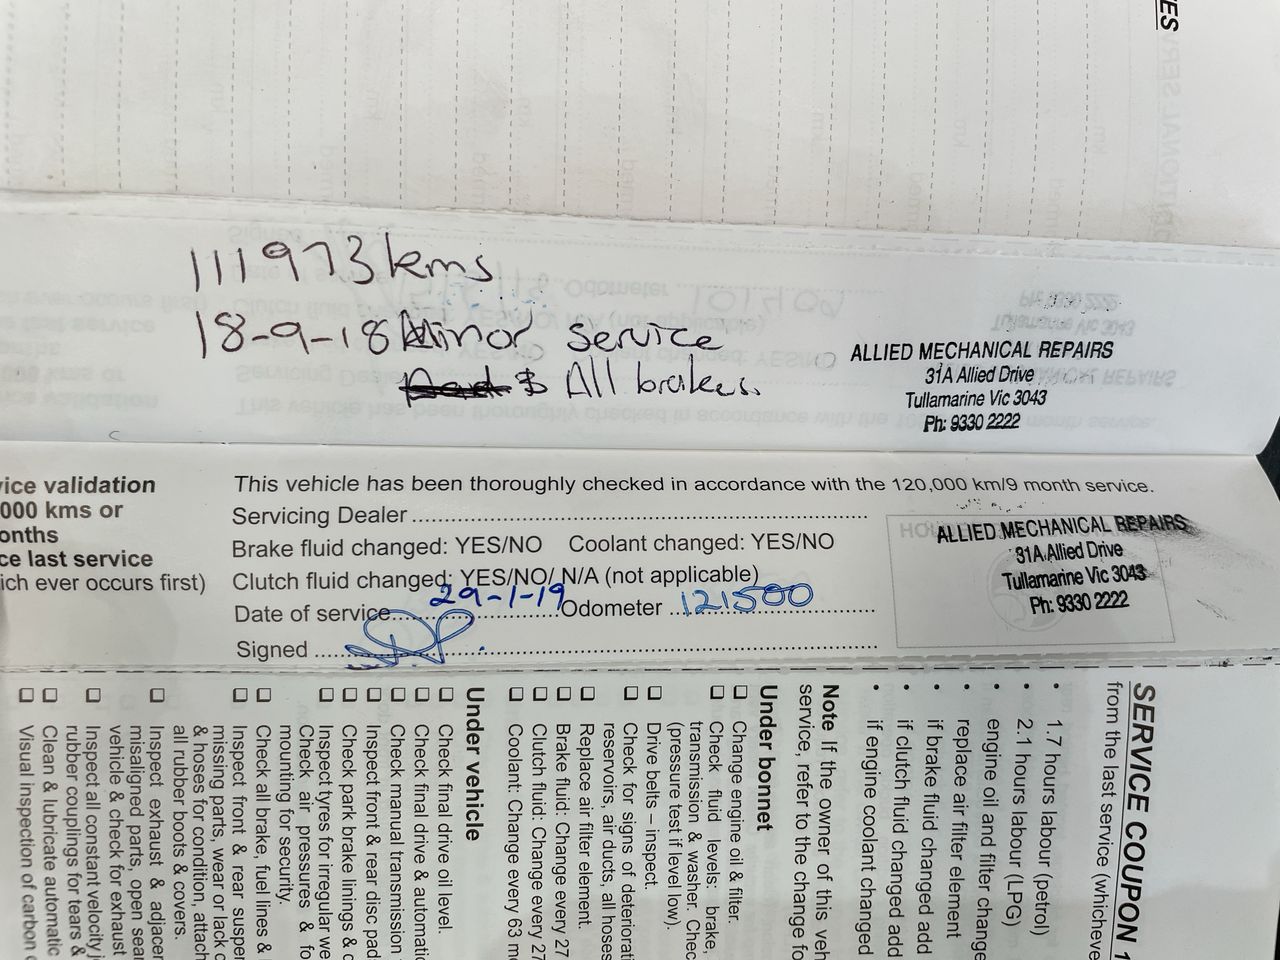 111973kms
18-9-18 Minor service
& All brakes.
ALLIED MECHANICAL REPAIRS
31A Allied Drive
Tullamarine Vic 3043
Ph: 9330 2222
vice validation
000 kms or
onths
ce last service
ich ever occurs first)
This vehicle has been thoroughly checked in accordance with the 120,000 km/9 month service.
Servicing Dealer
Brake fluid changed: YES/NO Coolant changed: YES/NO
Clutch fluid changed: YES/NO/ N/A (not applicable)
Date of service 29-1-19 Odometer 121500
Signed
ALLIED MECHANICAL REPAIRS
31A Allied Drive
Tullamarine Vic 3043
Ph: 9330 2222
SERVICE COUPON
from the last service (whicheve
• 1.7 hours labour (petrol)
• 2.1 hours labour (LPG)
• engine oil and filter change
• replace air filter element
• if brake fluid changed add
• if clutch fluid changed add
• if engine coolant changed
Note If the owner of this veh
service, refer to the change fo
Under bonnet
☐ Change engine oil & filter.
☐ Check fluid levels: brake,
transmission & washer. Chec
(pressure test if level low).
☐ Drive belts – inspect.
☐ Check for signs of deteriorati
reservoirs, air ducts, all hoses
☐ Replace air filter element.
☐ Brake fluid: Change every 27
☐ Clutch fluid: Change every 27
☐ Coolant: Change every 63 mo
Under vehicle
☐ Check final drive oil level.
☐ Check final drive & automatic
☐ Check manual transmission
☐ Inspect front & rear disc pad
☐ Check park brake linings & c
☐ Inspect tyres for irregular we
Check air pressures & fo
mounting for security.
☐ Check all brake, fuel lines &
☐ Inspect front & rear susper
missing parts, wear or lack o
& hoses for condition, attach
all rubber boots & covers.
☐ Inspect exhaust & adjacer
misaligned parts, open sear
vehicle & check for exhaust
☐ Inspect all constant velocity j
rubber couplings for tears &
☐ Clean & lubricate automatic
☐ Visual inspection of carbon c